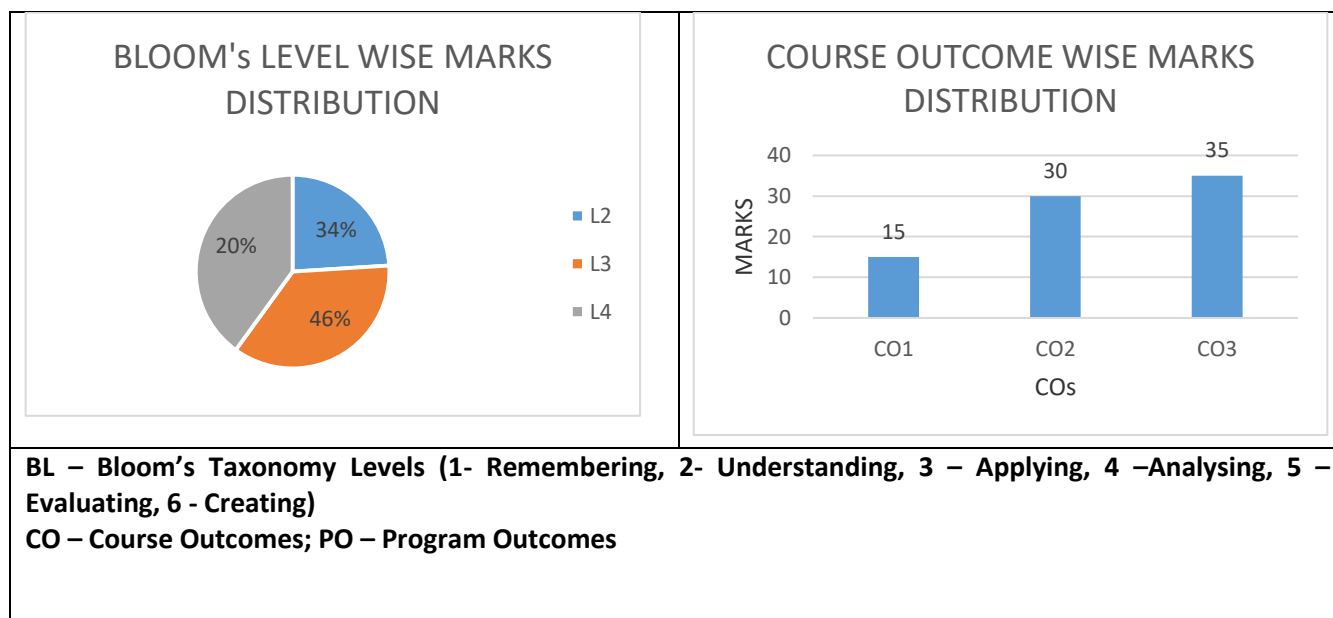 BLOOM's LEVEL WISE MARKS
DISTRIBUTION
34%
46%
20%
L2
L3
L4
COURSE OUTCOME WISE MARKS
DISTRIBUTION
MARKS
40
30
20
10
0
15
30
35
CO1
CO2
CO3
COs
BL – Bloom's Taxonomy Levels (1- Remembering, 2- Understanding, 3 – Applying, 4 –Analysing, 5 –
Evaluating, 6 - Creating)
CO – Course Outcomes; PO – Program Outcomes